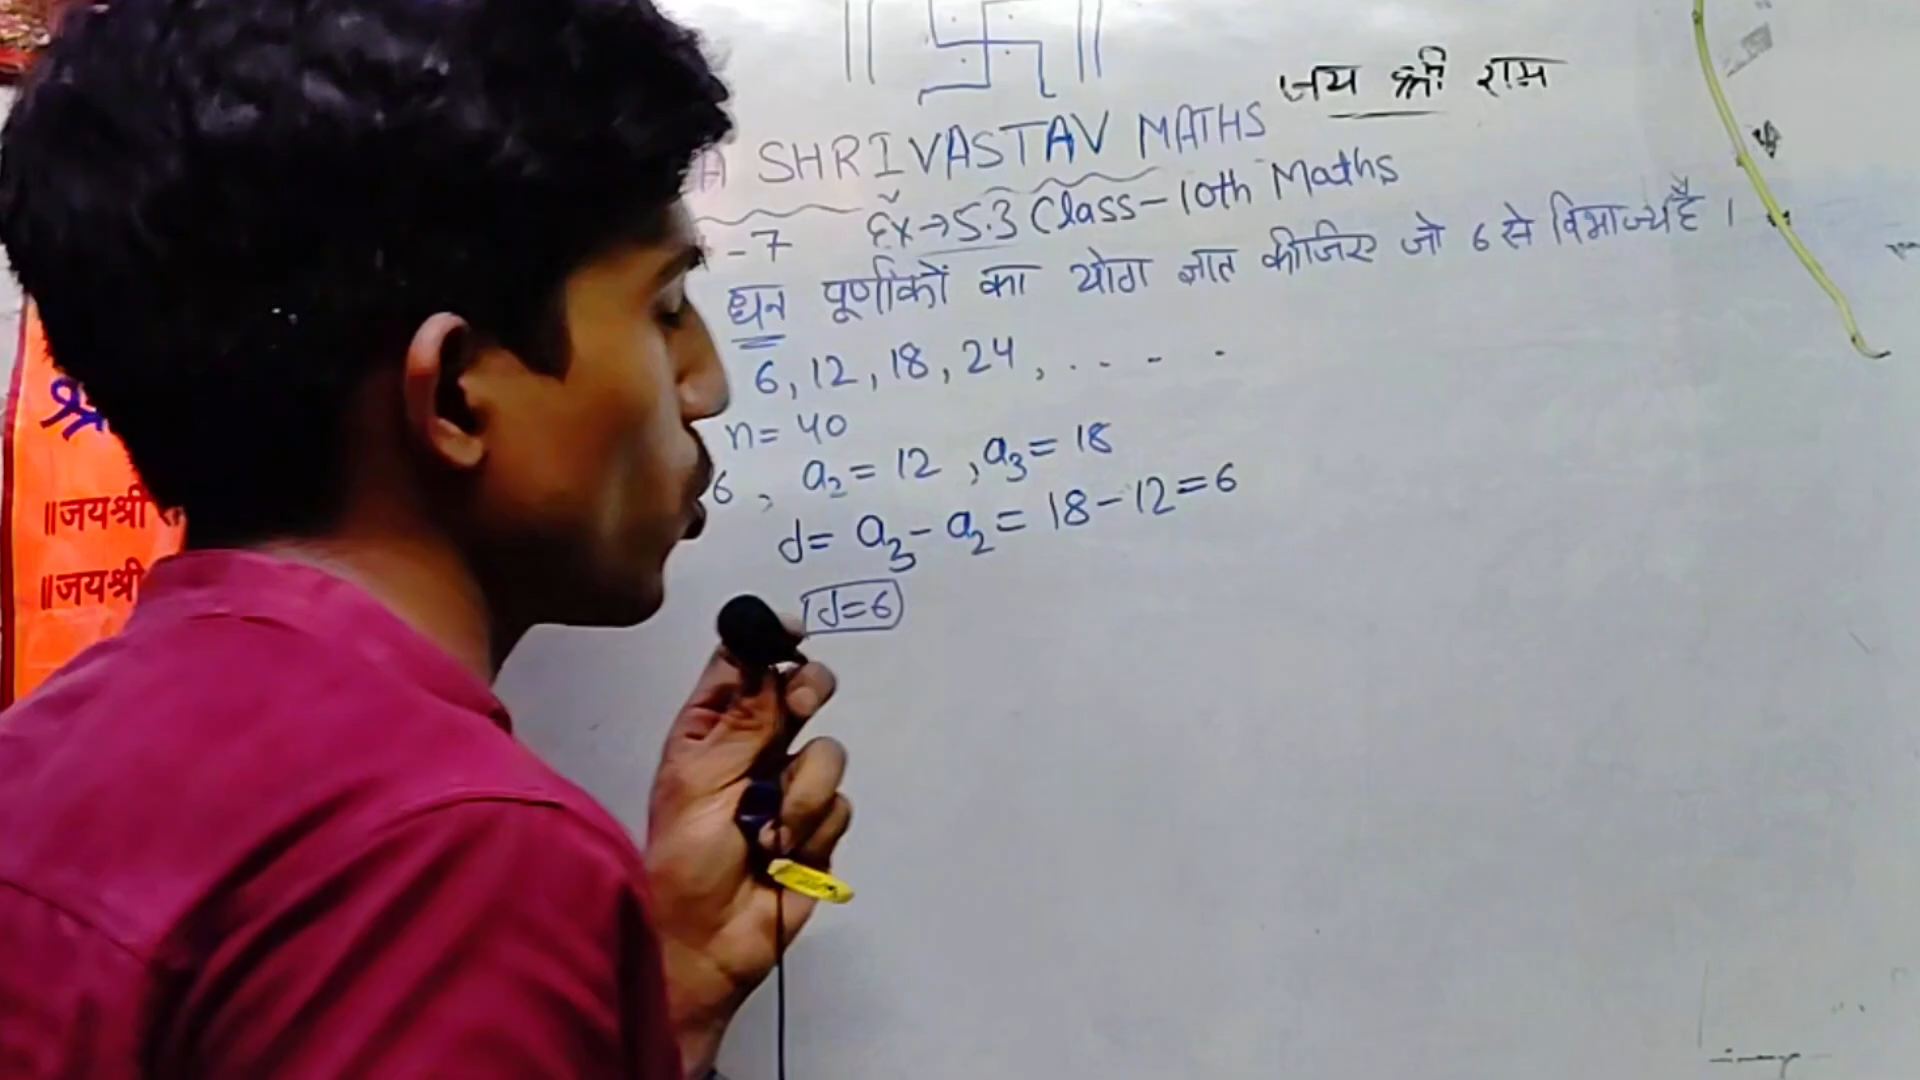 जय श्री राम
A SHRIVASTAV MATHS
Ex→5.3 Class-10th Maths
-7
धन पूर्णांकों का योग ज्ञात कीजिए जो 6 से विभाज्य हैं ।
6, 12, 18, 24, . . . .
n = 40
6 , a₂ = 12 , a₃ = 18
d = a₃ - a₂ = 18 - 12 = 6
d=6
॥जयश्री
॥जयश्री